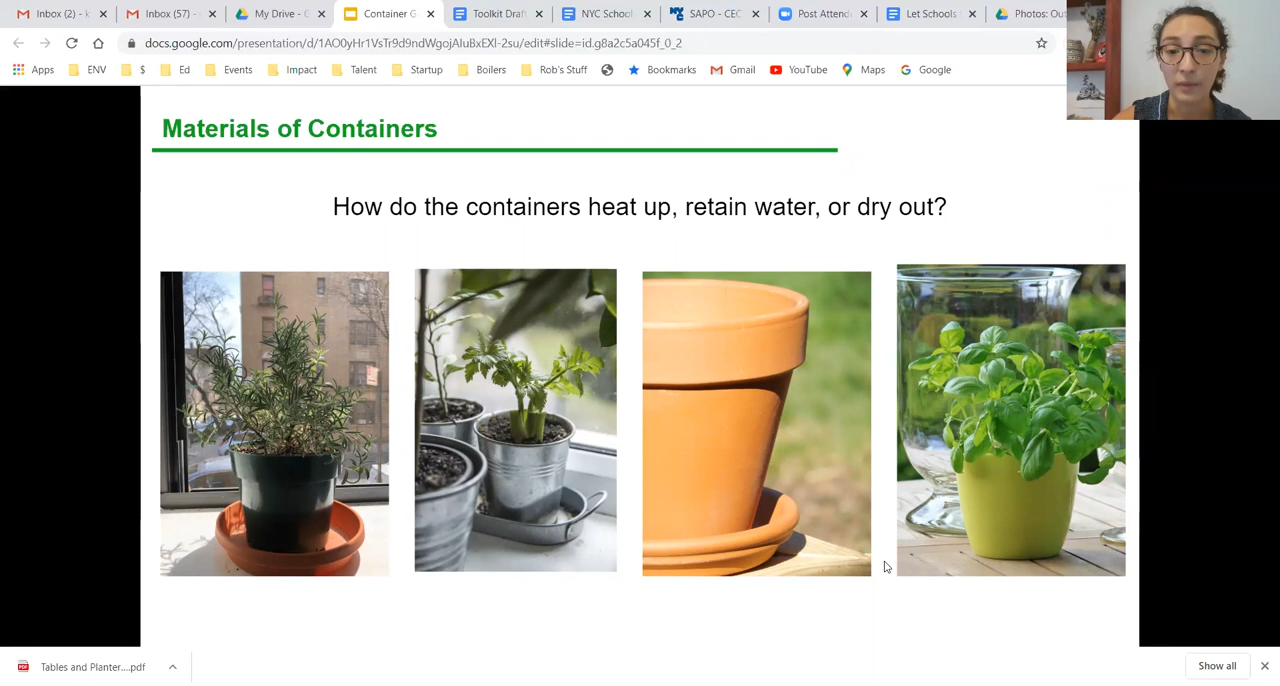 Inbox (2) - k
Inbox (57) -
My Drive - G
Container G
Toolkit Draf
NYC School
SAPO - CEC
Post Attend
Let Schools
Photos: Ou
docs.google.com/presentation/d/1AO0yHr1VsTr9d9ndWgojAIuBxEXl-2su/edit#slide=id.g8a2c5a045f_0_2
Apps
ENV
$
Ed
Events
Impact
Talent
Startup
Boilers
Rob's Stuff
Bookmarks
Gmail
YouTube
Maps
Google
Materials of Containers
How do the containers heat up, retain water, or dry out?
PDF
Tables and Planter....pdf
Show all